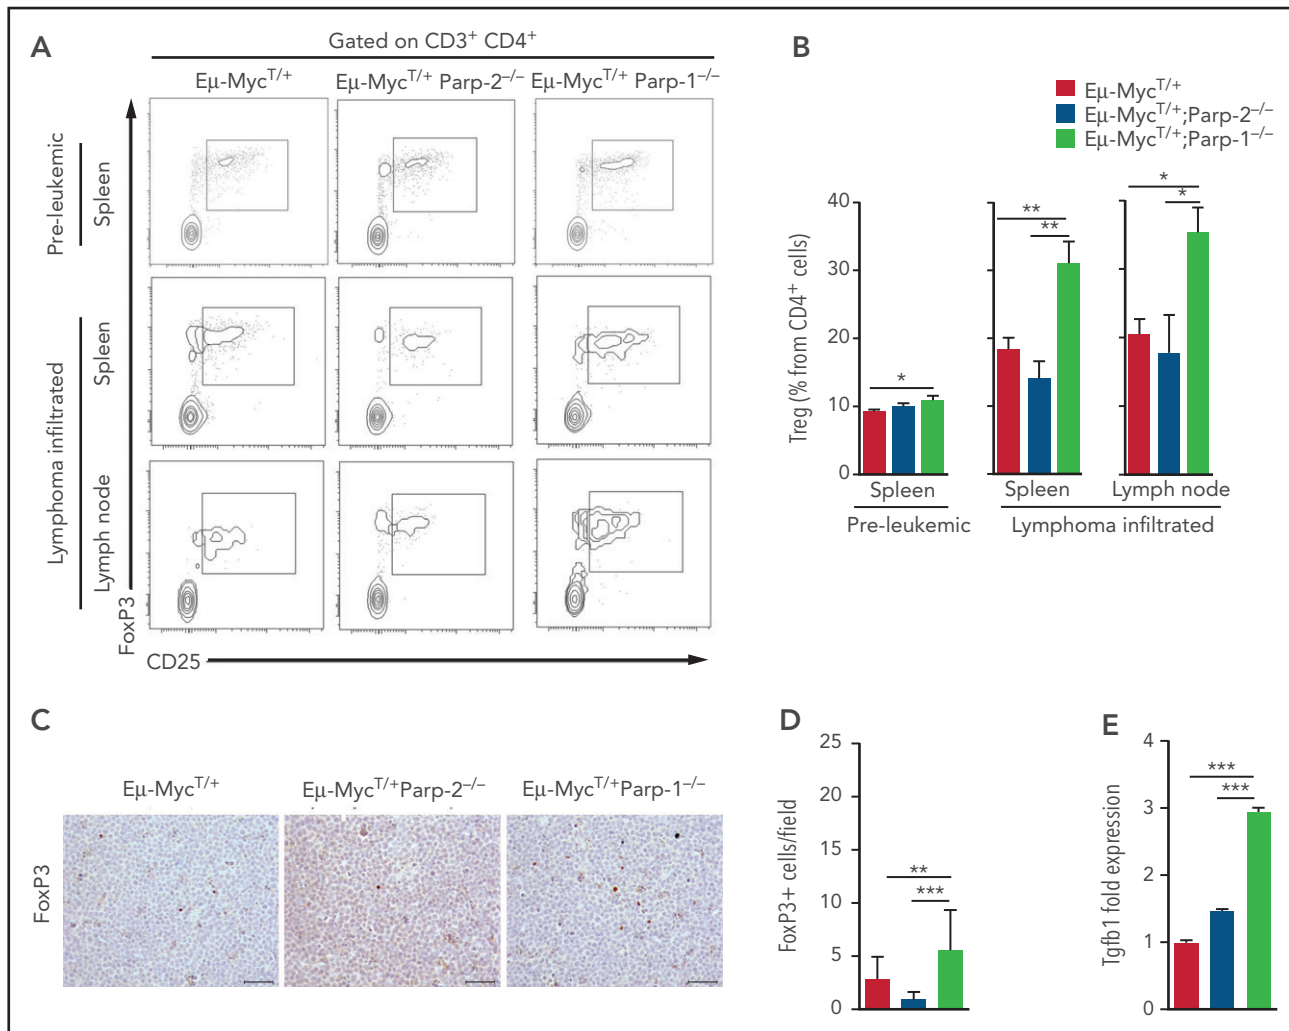 A
Gated on CD3+ CD4+
Eμ-MycT/+
Eμ-MycT/+ Parp-2–/–
Eμ-MycT/+ Parp-1–/–
Pre-leukemic
Spleen
Lymphoma infiltrated
Spleen
Lymph node
FoxP3
CD25
B
Eμ-MycT/+
Eμ-MycT/+;Parp-2–/–
Eμ-MycT/+;Parp-1–/–
Treg (% from CD4+ cells)
40
30
20
10
0
*
**
**
*
*
Spleen
Spleen
Lymph node
Pre-leukemic
Lymphoma infiltrated
C
Eμ-MycT/+
Eμ-MycT/+Parp-2–/–
Eμ-MycT/+Parp-1–/–
FoxP3
D
FoxP3+ cells/field
25
20
15
10
5
0
**
***
E
Tgfb1 fold expression
4
3
2
1
0
***
***